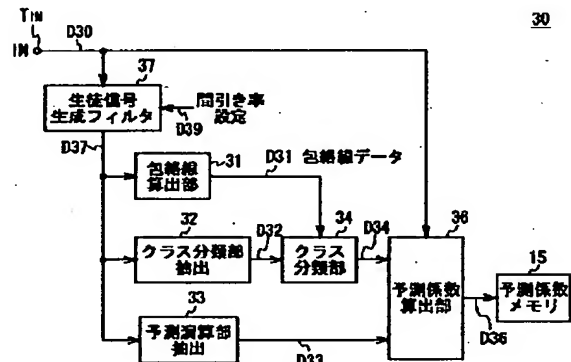 30
TIN
IN
D30
37
生徒信号
生成フィルタ
間引き率
設定
D39
D37
31
包絡線
算出部
D31 包絡線データ
32
クラス分類部
抽出
D32
34
クラス
分類部
D34
36
予測係数
算出部
15
予測係数
メモリ
D36
33
予測演算部
抽出
D33